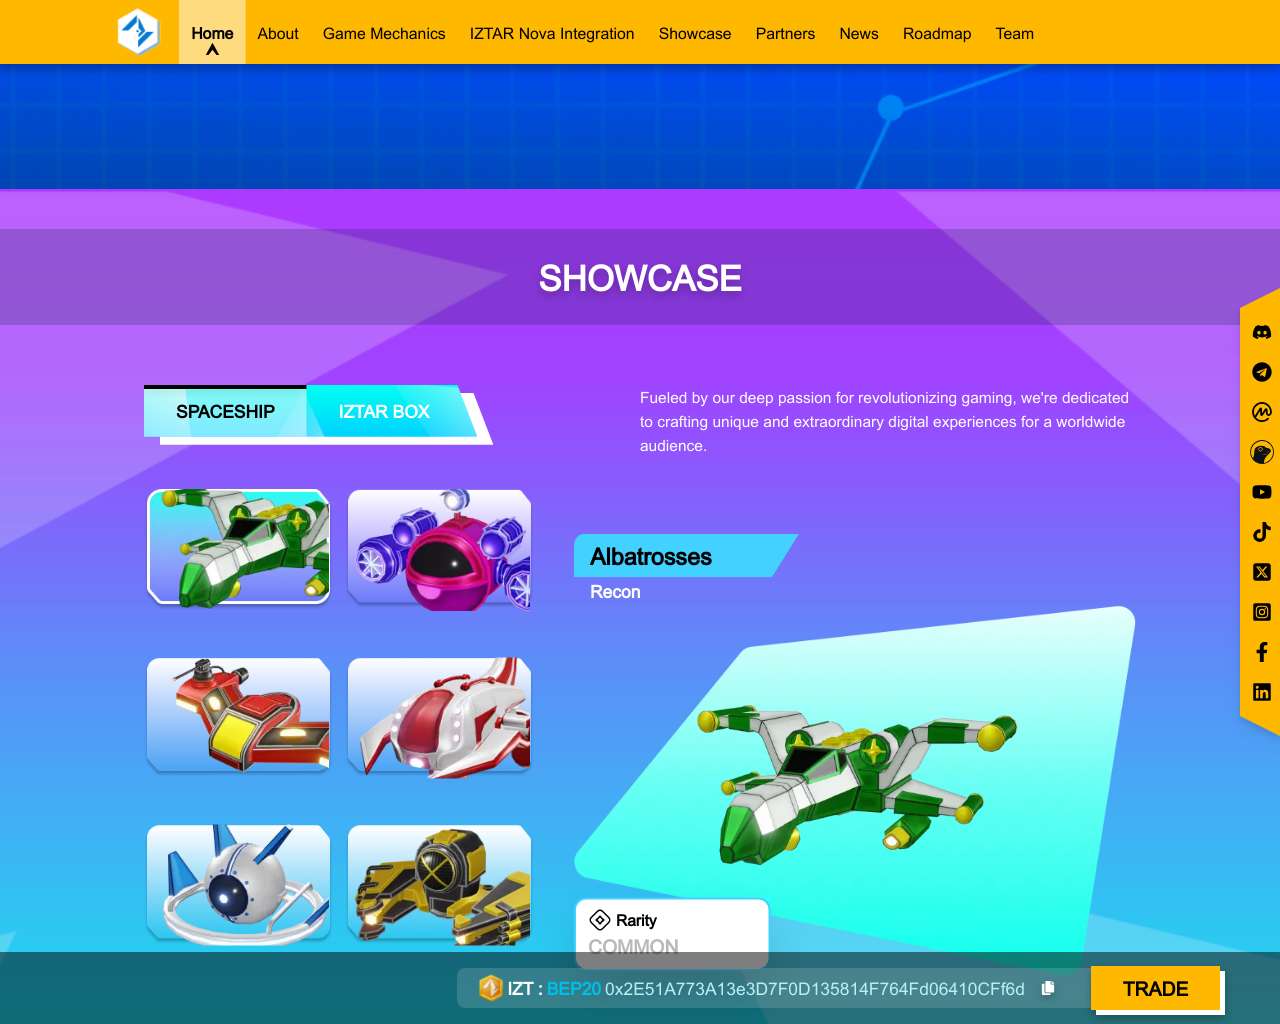 Home About Game Mechanics IZTAR Nova Integration Showcase Partners News Roadmap Team
SHOWCASE
SPACESHIP IZTAR BOX
Fueled by our deep passion for revolutionizing gaming, we're dedicated
to crafting unique and extraordinary digital experiences for a worldwide
audience.
Albatrosses
Recon
Rarity
COMMON
IZT : BEP20 0x2E51A773A13e3D7F0D135814F764Fd06410CFf6d
TRADE